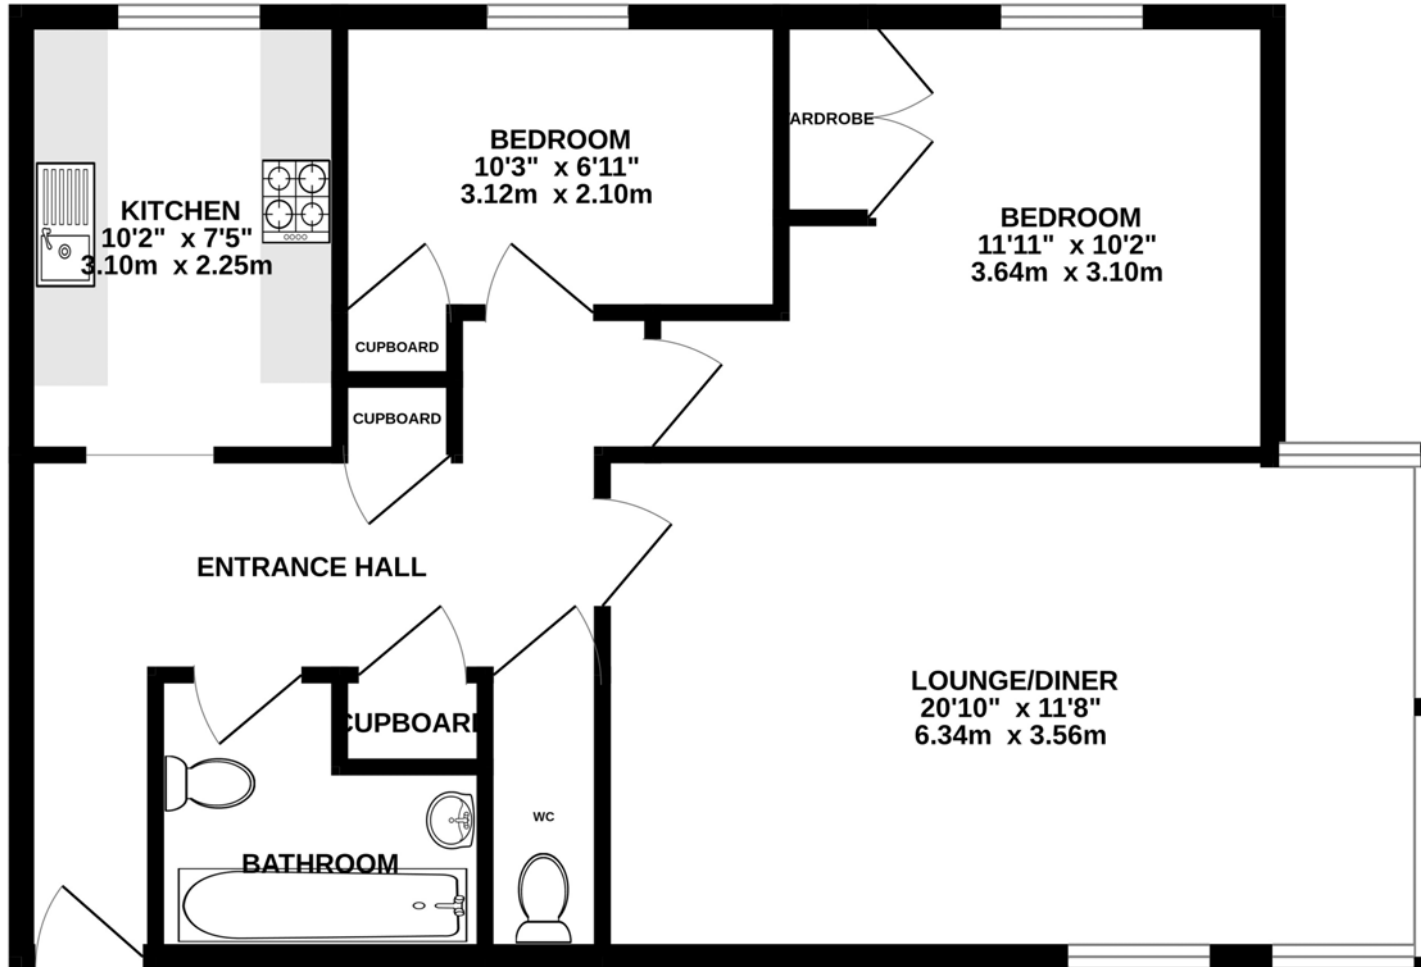 BEDROOM
10'3" x 6'11"
3.12m x 2.10m
ARDROBE
KITCHEN
10'2" x 7'5"
3.10m x 2.25m
BEDROOM
11'11" x 10'2"
3.64m x 3.10m
CUPBOARD
CUPBOARD
ENTRANCE HALL
LOUNGE/DINER
20'10" x 11'8"
6.34m x 3.56m
CUPBOARD
WC
BATHROOM